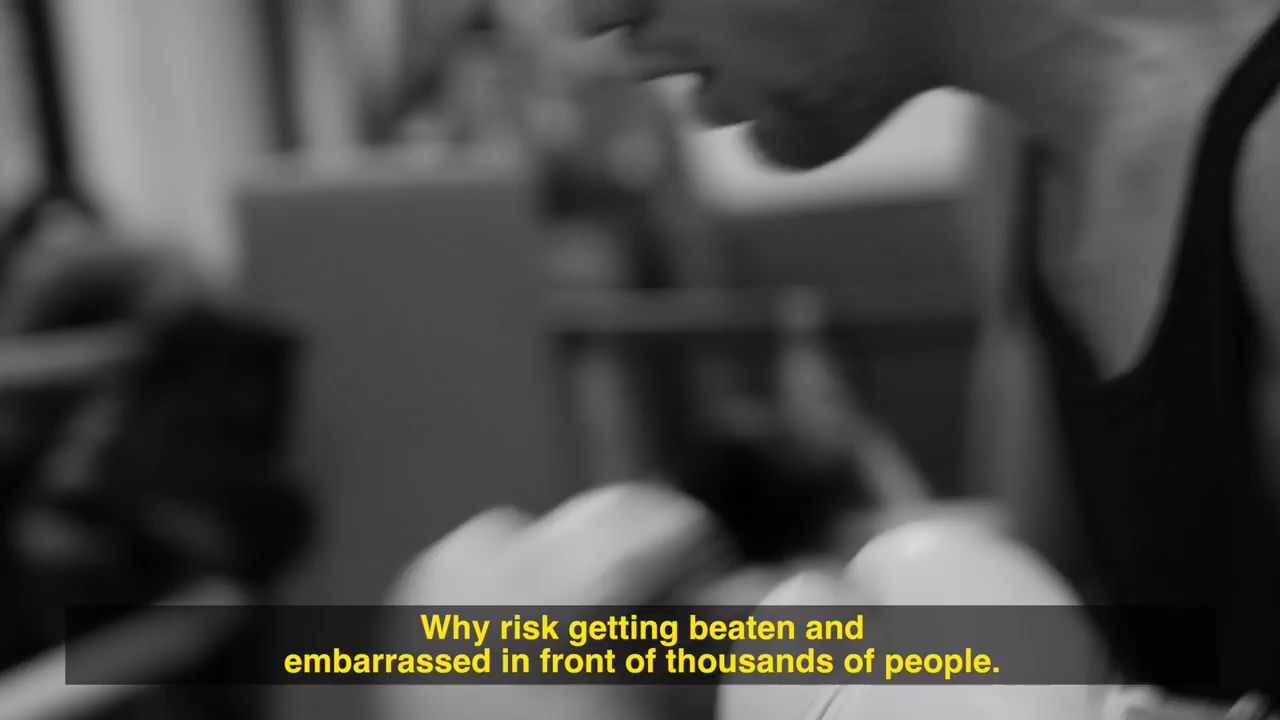 Why risk getting beaten and
embarrassed in front of thousands of people.